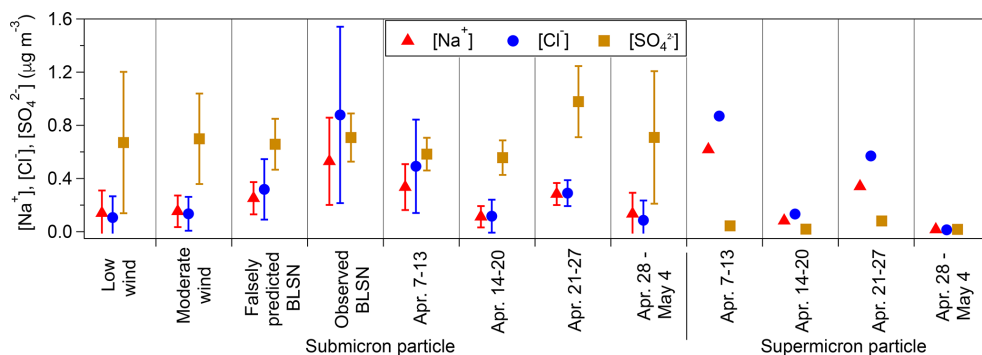 [Na⁺], [Cl⁻], [SO₄²⁻] (μg m⁻³)
1.6
1.2
0.8
0.4
0.0
[Na⁺] [Cl⁻] [SO₄²⁻]
Low
wind
Moderate
wind
Falsely
predicted
BLSN
Observed
BLSN
Apr. 7-13
Apr. 14-20
Apr. 21-27
Apr. 28 -
May 4
Apr. 7-13
Apr. 14-20
Apr. 21-27
Apr. 28 -
May 4
Submicron particle
Supermicron particle